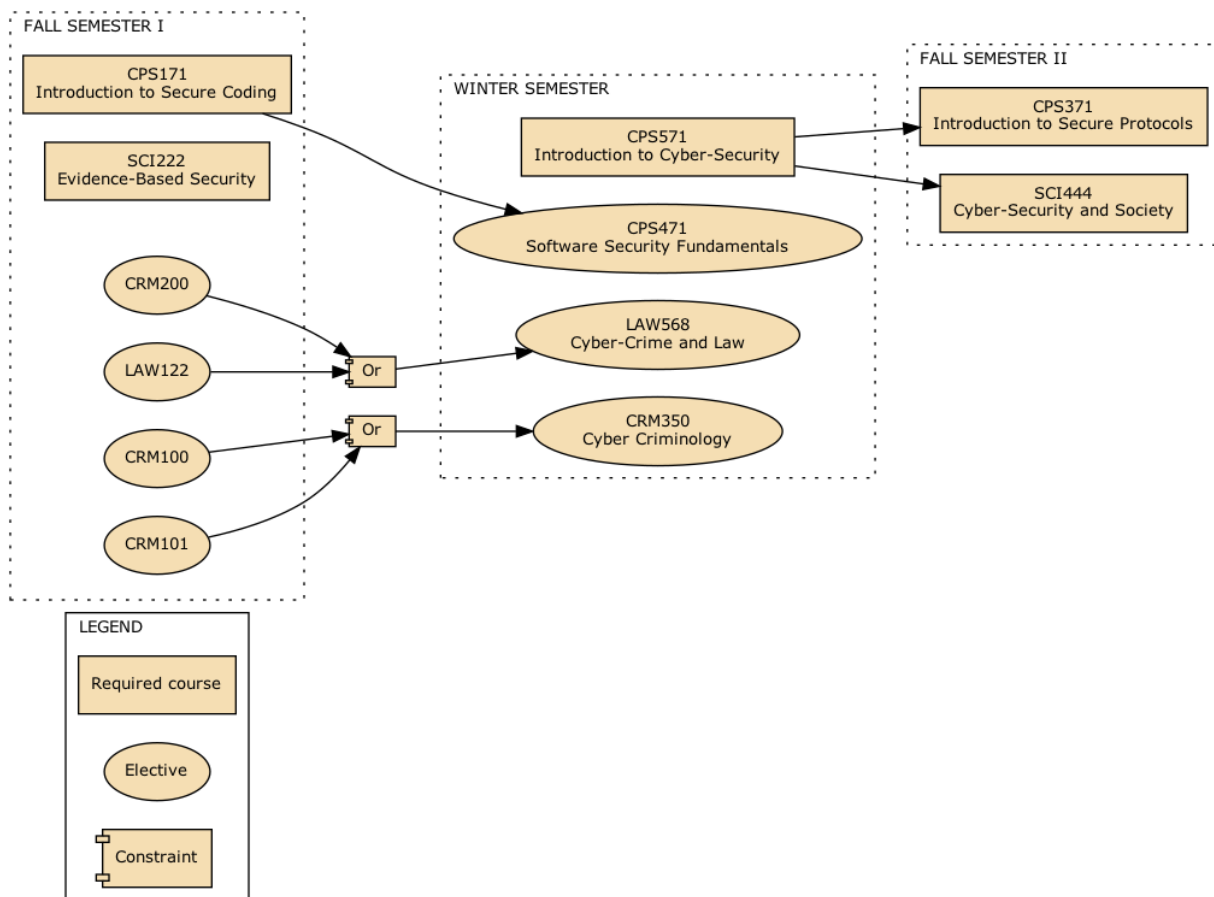 FALL SEMESTER I
CPS171
Introduction to Secure Coding
SCI222
Evidence-Based Security
CRM200
LAW122
CRM100
CRM101
Or
Or
WINTER SEMESTER
CPS571
Introduction to Cyber-Security
CPS471
Software Security Fundamentals
LAW568
Cyber-Crime and Law
CRM350
Cyber Criminology
FALL SEMESTER II
CPS371
Introduction to Secure Protocols
SCI444
Cyber-Security and Society
LEGEND
Required course
Elective
Constraint